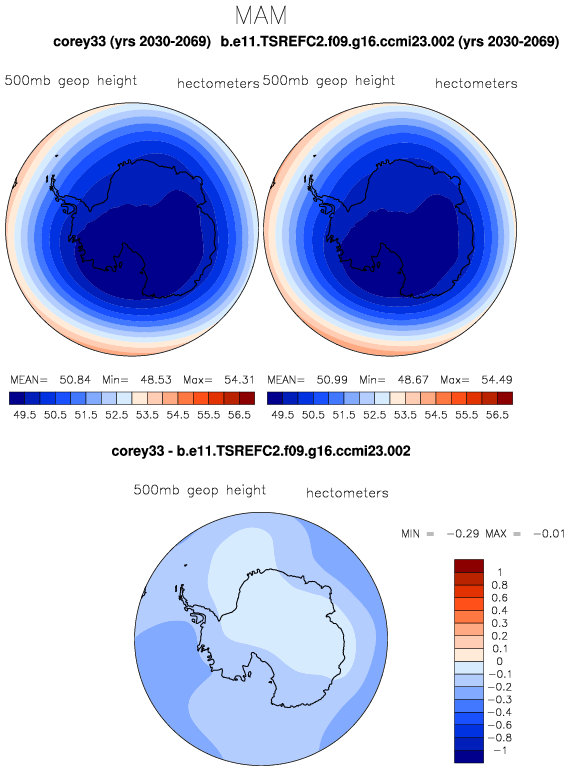 MAM
corey33 (yrs 2030-2069) b.e11.TSREFC2.f09.g16.ccmi23.002 (yrs 2030-2069)
500mb geop height hectometers 500mb geop height hectometers
MEAN= 50.84 Min= 48.53 Max= 54.31 MEAN= 50.99 Min= 48.67 Max= 54.49
49.5 50.5 51.5 52.5 53.5 54.5 55.5 56.5 49.5 50.5 51.5 52.5 53.5 54.5 55.5 56.5
corey33 - b.e11.TSREFC2.f09.g16.ccmi23.002
500mb geop height hectometers
MIN = -0.29 MAX = -0.01
1
0.8
0.6
0.4
0.3
0.2
0.1
0
-0.1
-0.2
-0.3
-0.4
-0.6
-0.8
-1